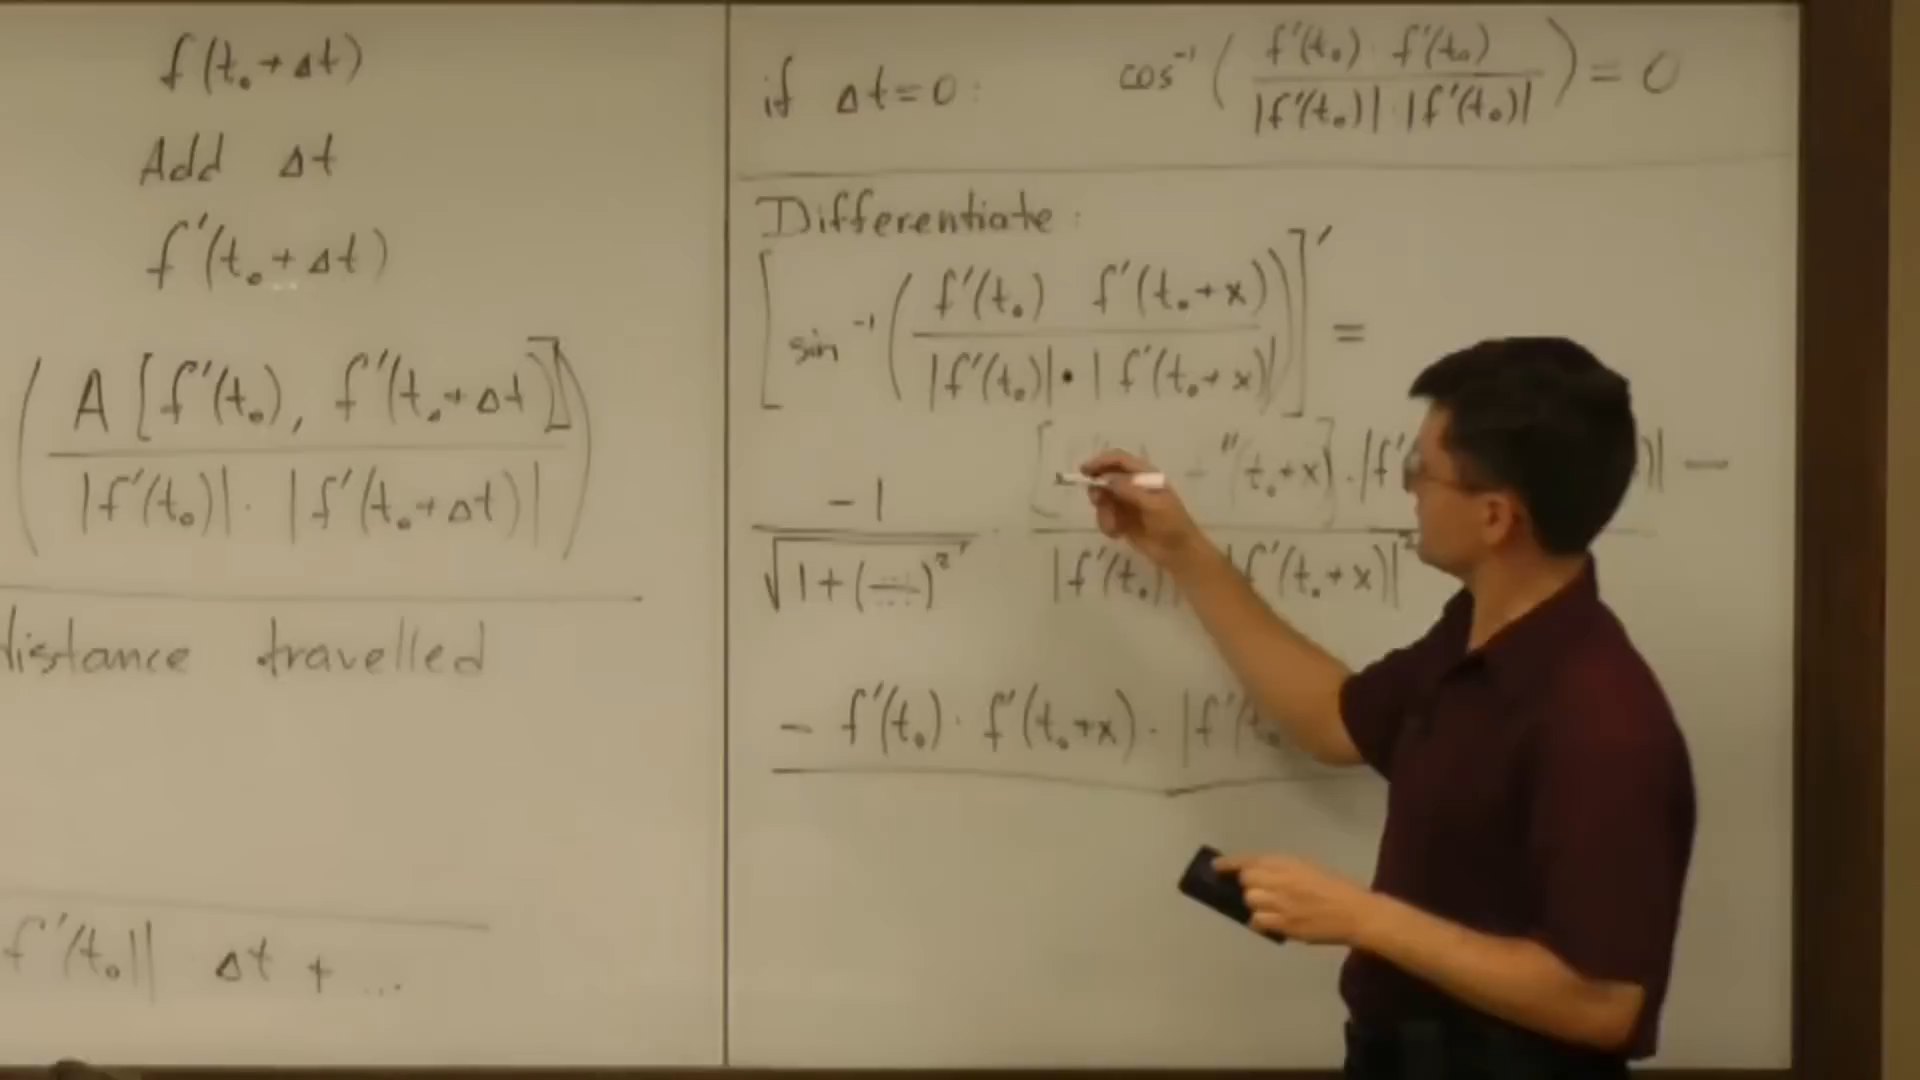 f(t₀+Δt)
Add Δt
f'(t₀+Δt)
( A[f'(t₀), f'(t₀+Δt)] )
|f'(t₀)| · |f'(t₀+Δt)|
distance travelled
f'(t₀)| Δt + ...
if Δt=0: cos⁻¹( f'(t₀) · f'(t₀) / |f'(t₀)| · |f'(t₀)| ) = 0
Differentiate:
[ sin⁻¹( f'(t₀) f'(t₀+x) / |f'(t₀)| • |f'(t₀+x)| ) ]' =
-1 / √1+(...)² · [ "(t₀+x)] · |f' )| −
|f'(t₀) f'(t₀+x)|²
− f'(t₀) · f'(t₀+x) · |f'(t₀